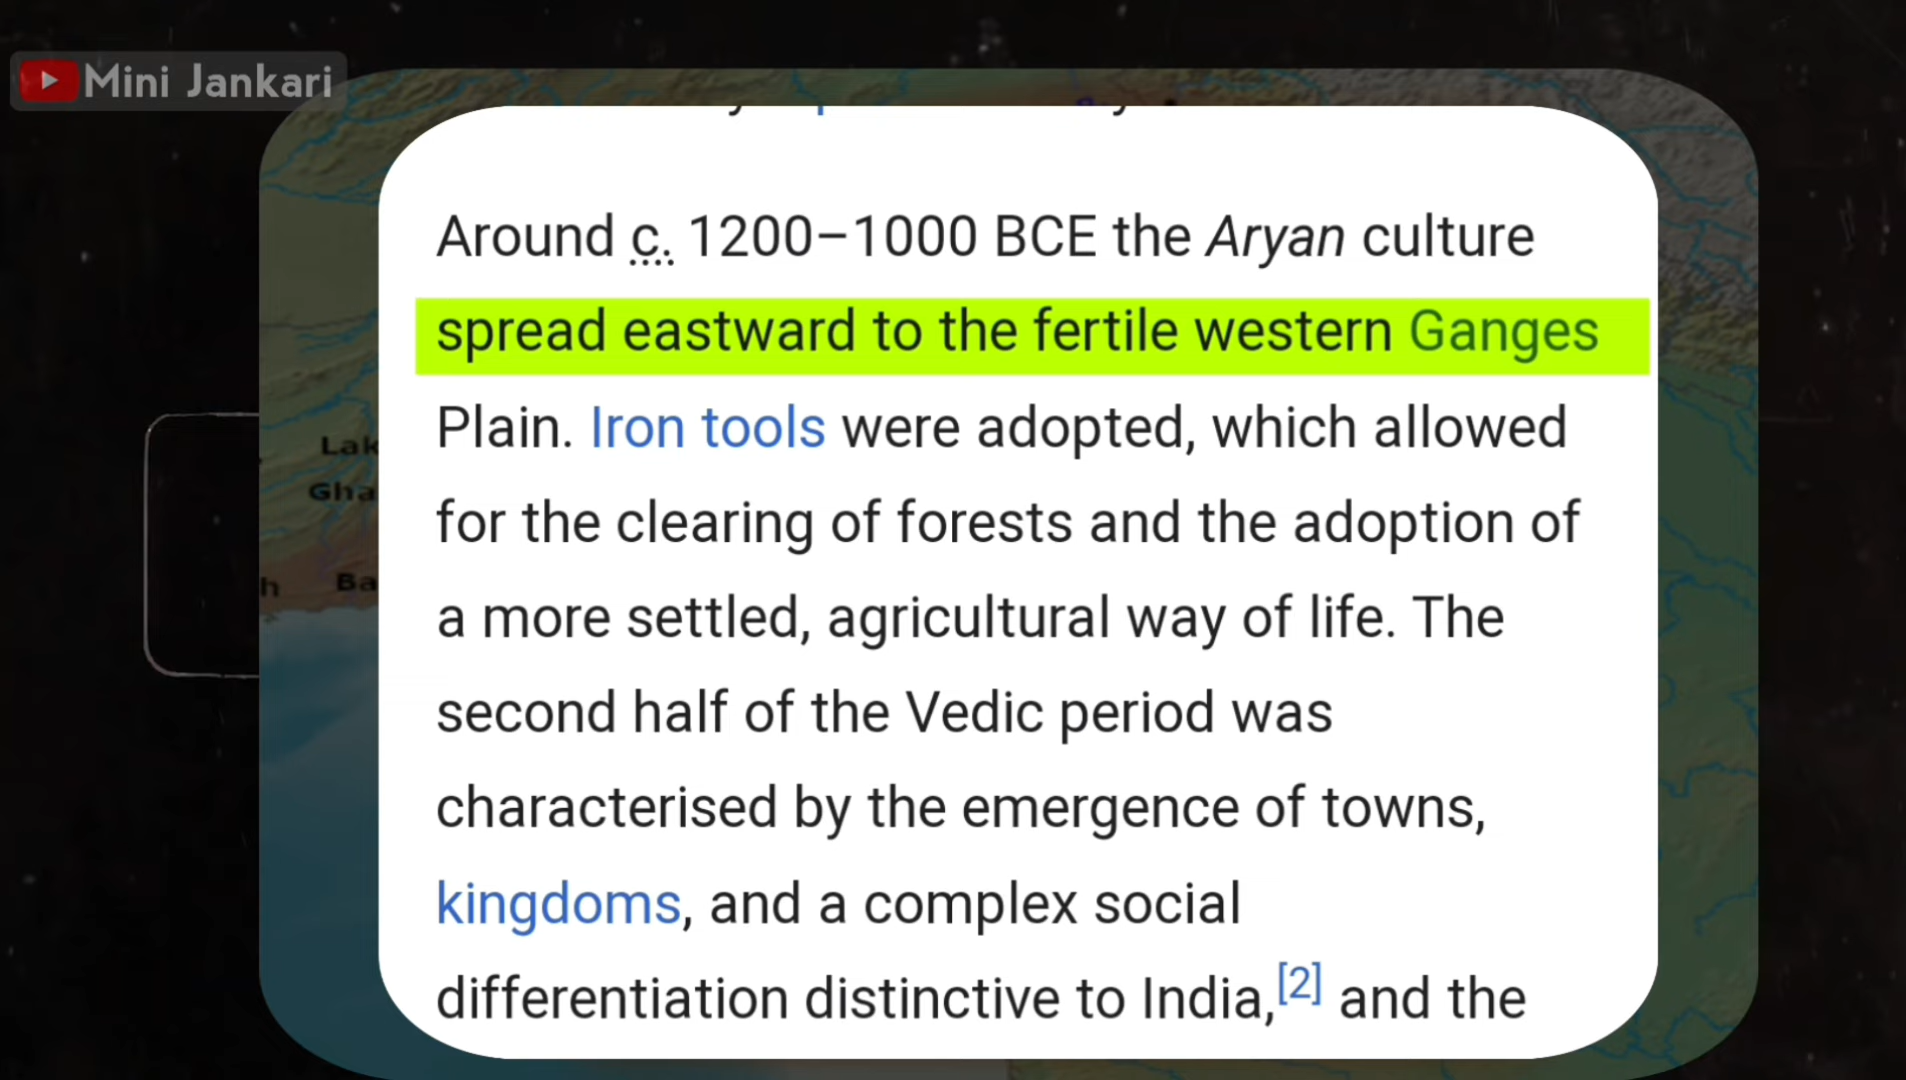 Mini Jankari
Around c. 1200–1000 BCE the Aryan culture
spread eastward to the fertile western Ganges
Plain. Iron tools were adopted, which allowed
for the clearing of forests and the adoption of
a more settled, agricultural way of life. The
second half of the Vedic period was
characterised by the emergence of towns,
kingdoms, and a complex social
differentiation distinctive to India,[2] and the
Lak
Gha
h Ba